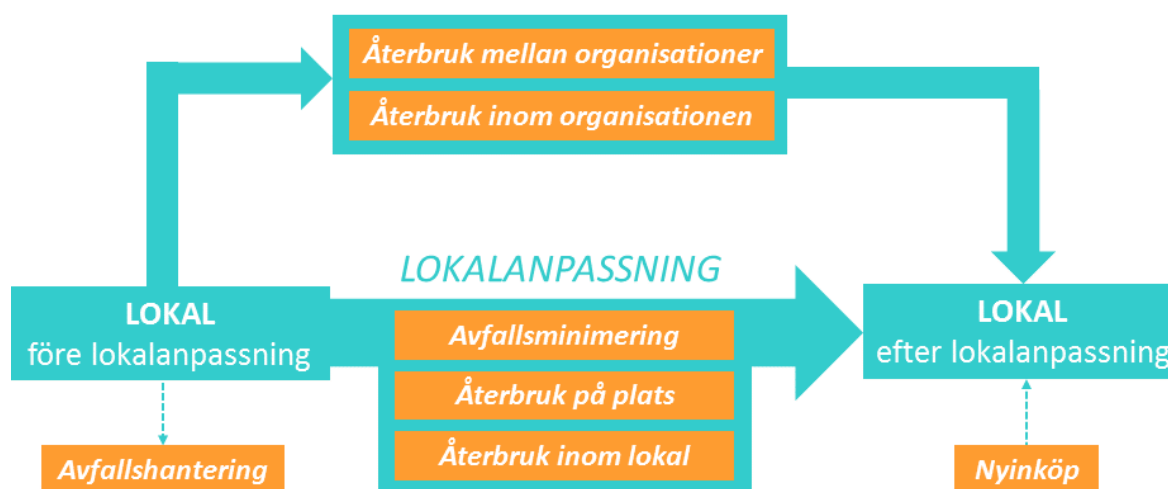 Återbruk mellan organisationer
Återbruk inom organisationen
LOKALANPASSNING
LOKAL
före lokalanpassning
Avfallsminimering
Återbruk på plats
Återbruk inom lokal
LOKAL
efter lokalanpassning
Avfallshantering
Nyinköp